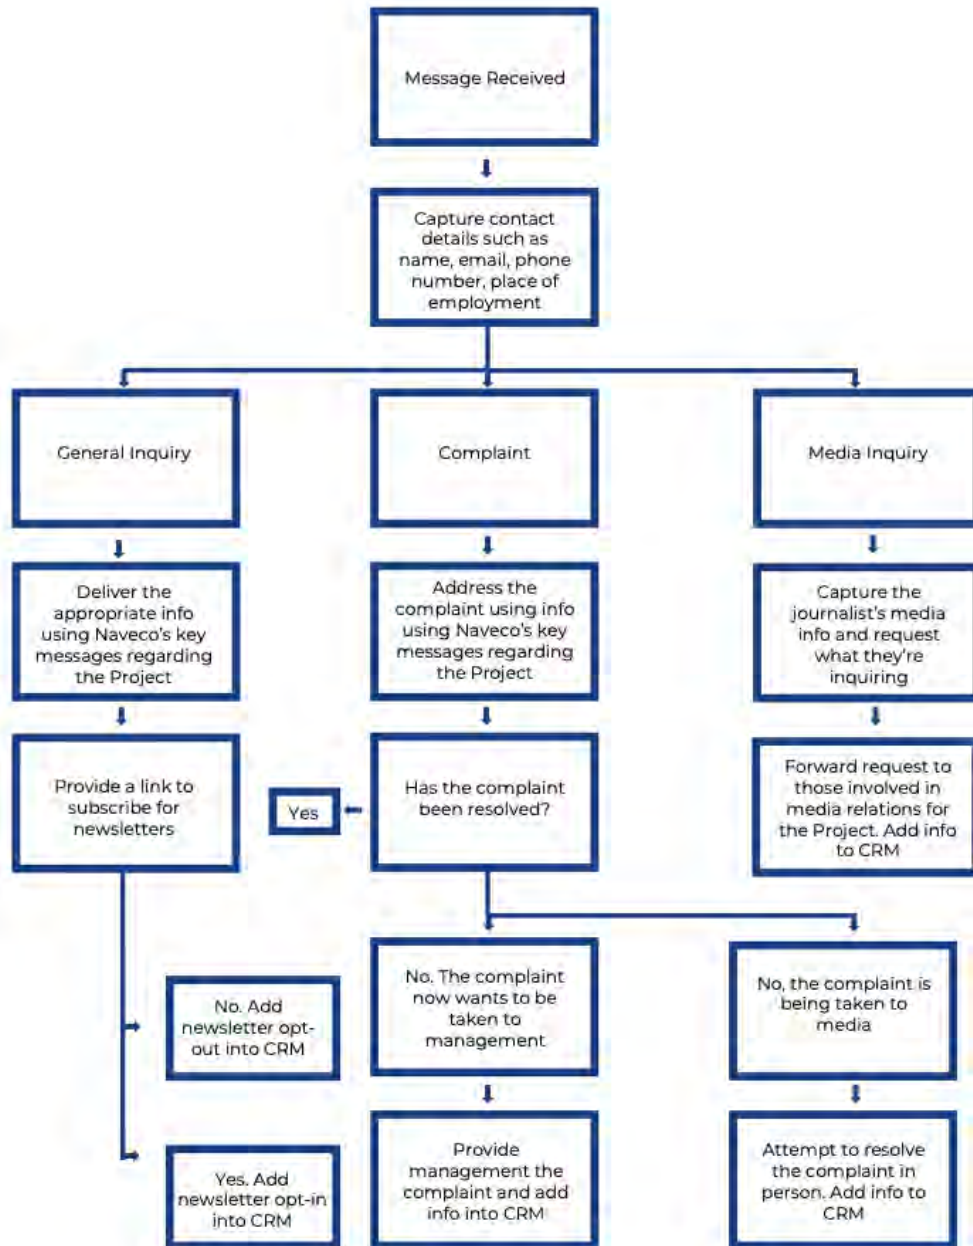 Message Received
Capture contact
details such as
name, email, phone
number, place of
employment
General Inquiry
Complaint
Media Inquiry
Deliver the
appropriate info
using Naveco's key
messages regarding
the Project
Address the
complaint using info
using Naveco's key
messages regarding
the Project
Capture the
journalist's media
info and request
what they're
inquiring
Provide a link to
subscribe for
newsletters
Yes
Has the complaint
been resolved?
Forward request to
those involved in
media relations for
the Project. Add info
to CRM
No. Add
newsletter opt-
out into CRM
No. The complaint
now wants to be
taken to
management
No, the complaint is
being taken to
media
Yes. Add
newsletter opt-in
into CRM
Provide
management the
complaint and add
info into CRM
Attempt to resolve
the complaint in
person. Add info to
CRM